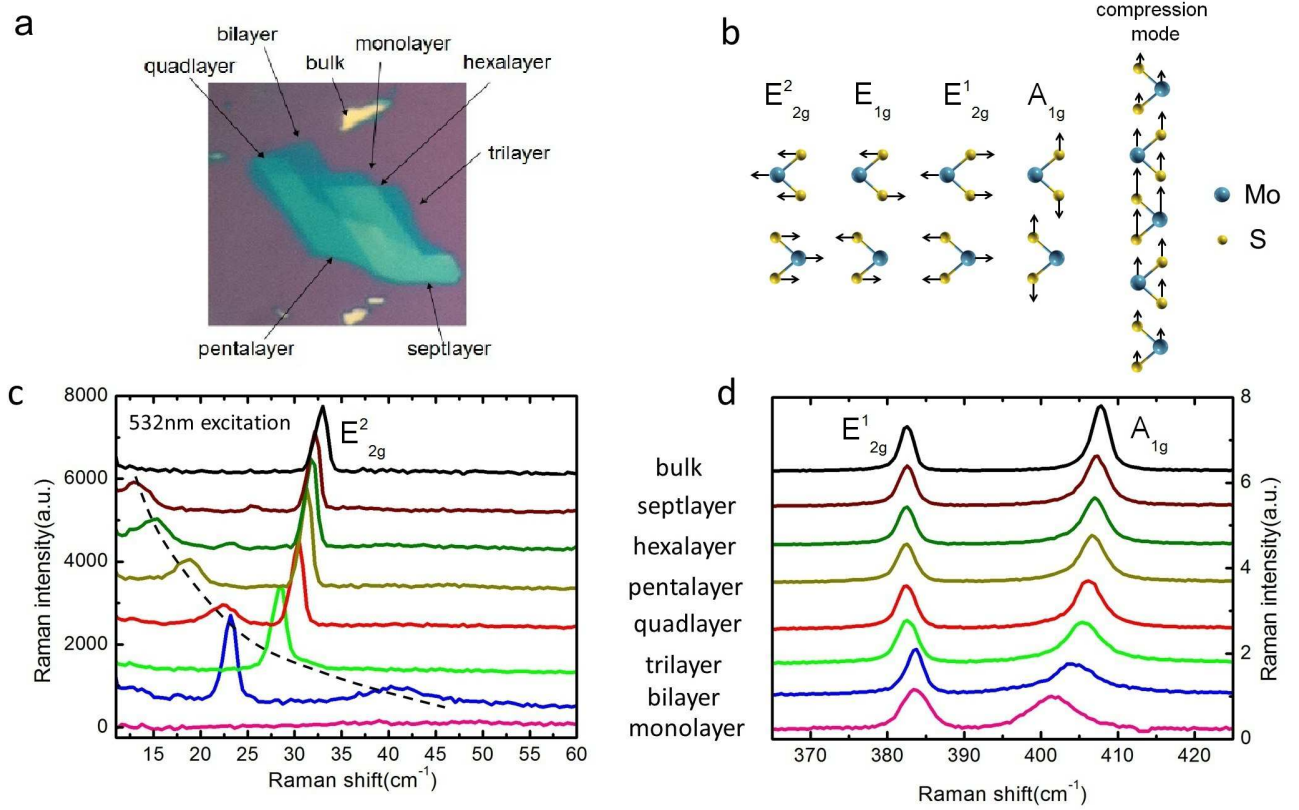 a
bilayer
monolayer
quadlayer
bulk
hexalayer
trilayer
pentalayer
septlayer
b
compression
mode
E²₂g
E₁g
E¹₂g
A₁g
Mo
S
c
8000
6000
4000
2000
0
Raman intensity(a.u.)
532nm excitation
E²₂g
15 20 25 30 35 40 45 50 55 60
Raman shift(cm⁻¹)
bulk
septlayer
hexalayer
pentalayer
quadlayer
trilayer
bilayer
monolayer
d
E¹₂g
A₁g
8
6
4
2
0
Raman intensity(a.u.)
370 380 390 400 410 420
Raman shift(cm⁻¹)